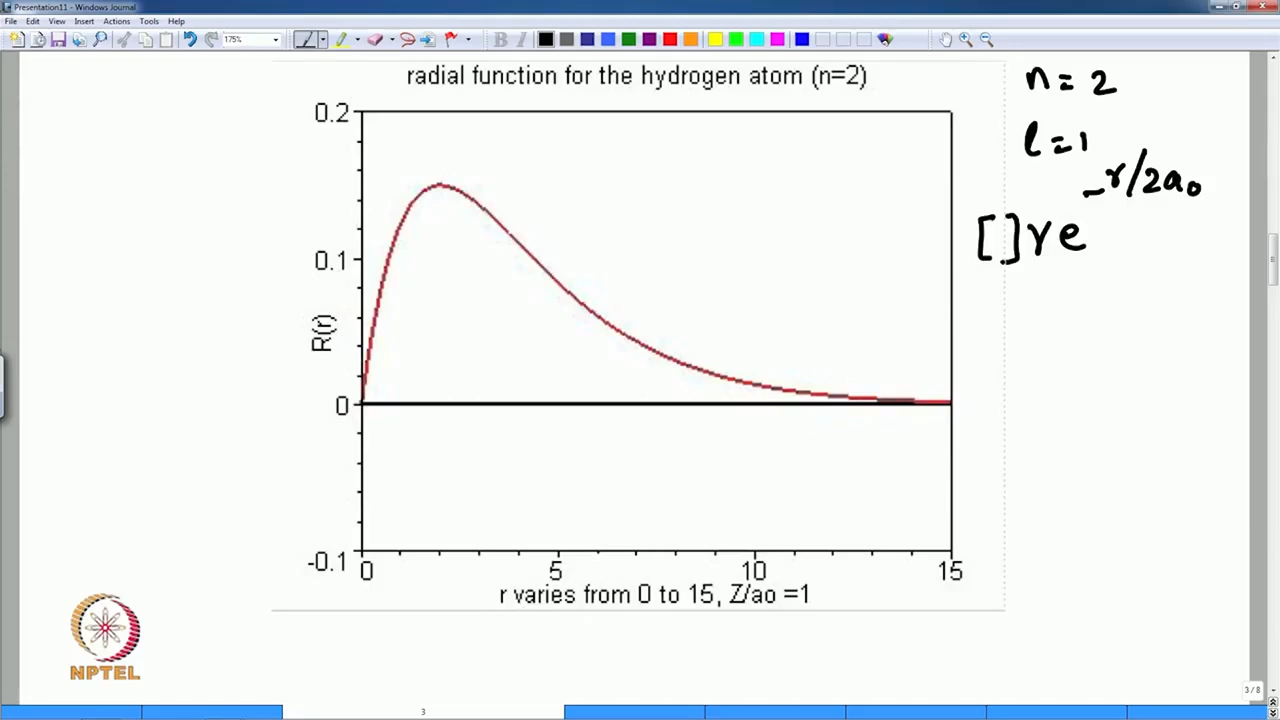 Presentation11 - Windows Journal
File Edit View Insert Actions Tools Help
175%
B I
radial function for the hydrogen atom (n=2)
0.2
0.1
0
-0.1
R(r)
0 5 10 15
r varies from 0 to 15, Z/ao =1
n = 2
l = 1
[ ] r e -r/2a₀
NPTEL
3 / 8
3